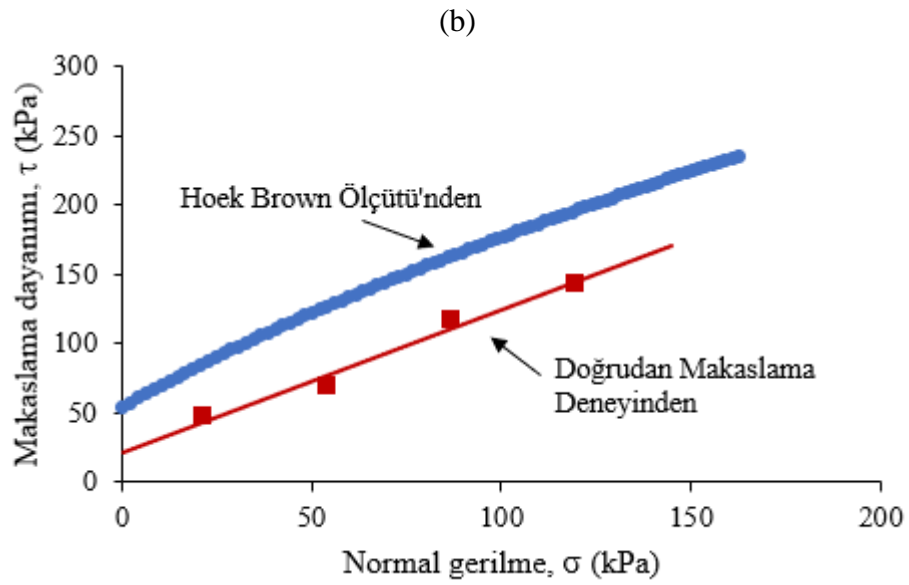 (b)
300
250
200
150
100
50
0
Makaslama dayanımı, τ (kPa)
Hoek Brown Ölçütü'nden
Doğrudan Makaslama
Deneyinden
0 50 100 150 200
Normal gerilme, σ (kPa)